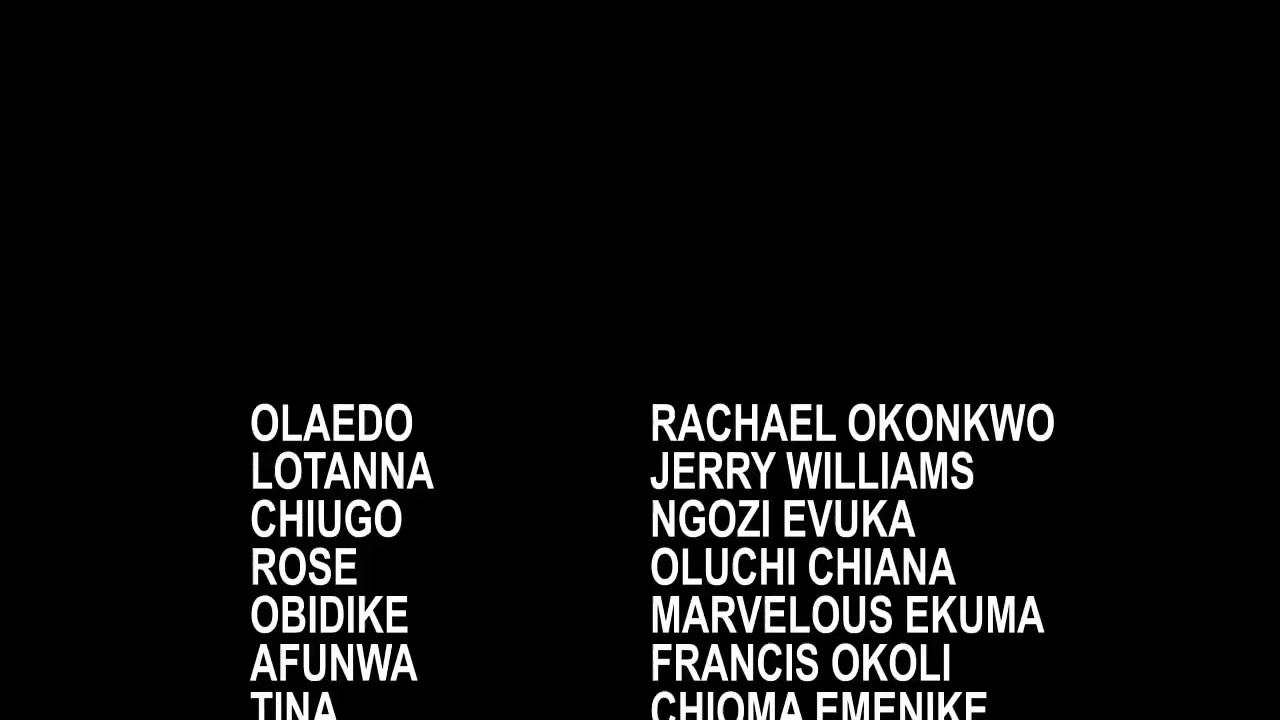 OLAEDO RACHAEL OKONKWO
LOTANNA JERRY WILLIAMS
CHIUGO NGOZI EVUKA
ROSE OLUCHI CHIANA
OBIDIKE MARVELOUS EKUMA
AFUNWA FRANCIS OKOLI
TINA CHIOMA EMENIKE